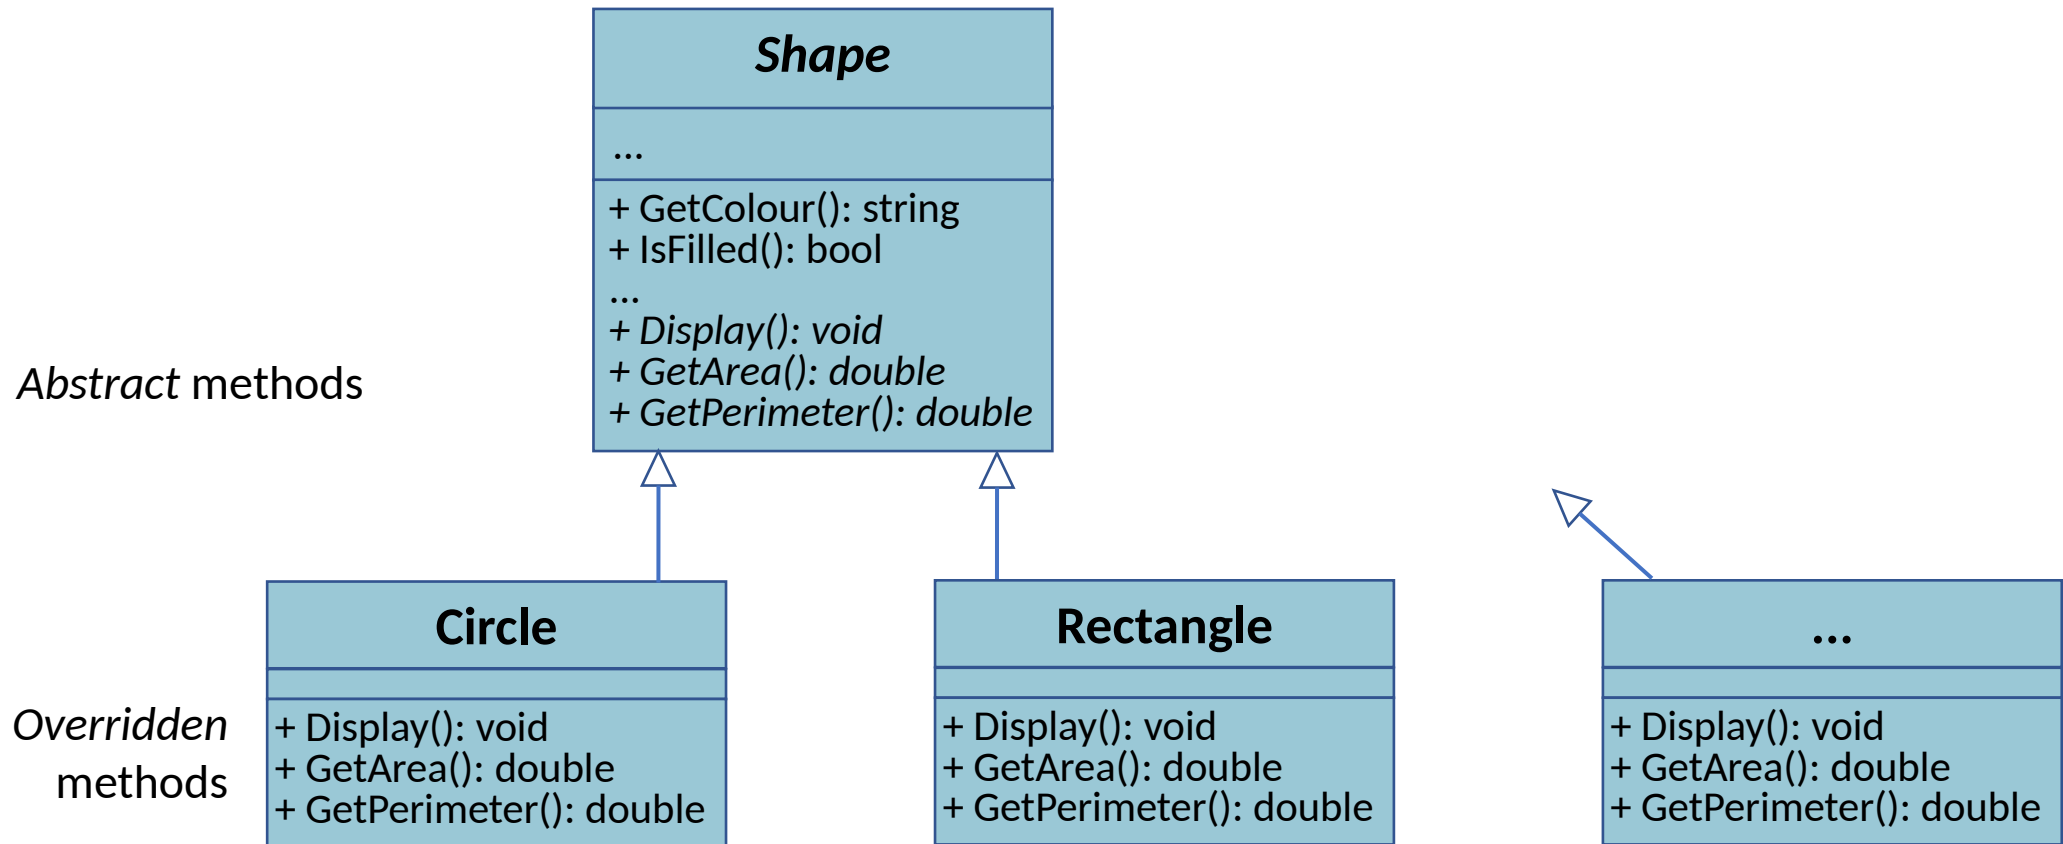 Shape
...
+ GetColour(): string
+ IsFilled(): bool
...
+ Display(): void
+ GetArea(): double
+ GetPerimeter(): double
Abstract methods
Circle
+ Display(): void
+ GetArea(): double
+ GetPerimeter(): double
Rectangle
+ Display(): void
+ GetArea(): double
+ GetPerimeter(): double
...
+ Display(): void
+ GetArea(): double
+ GetPerimeter(): double
Overridden
methods